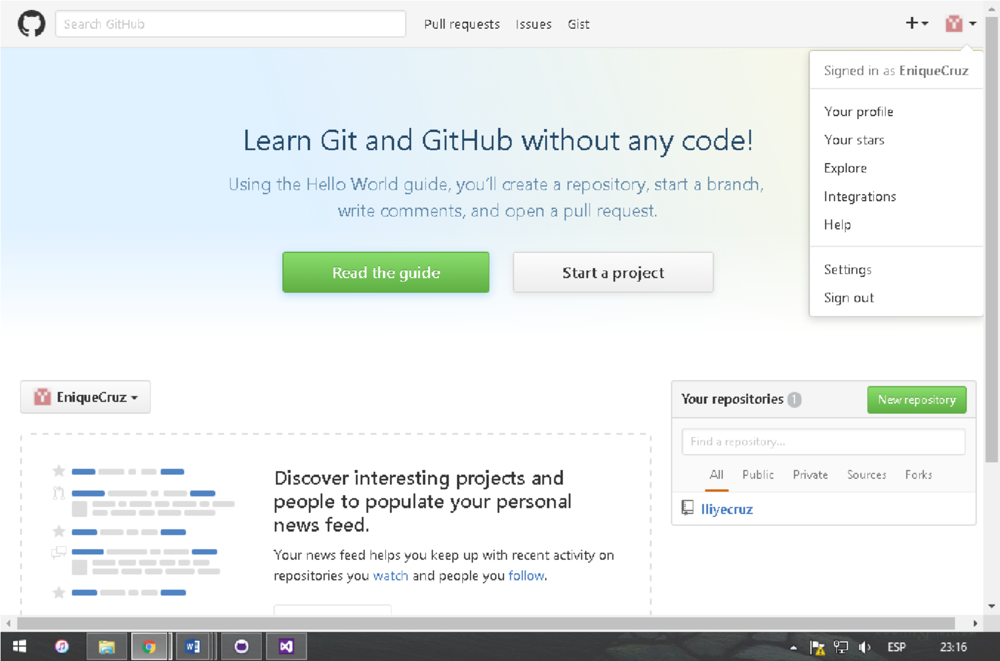 Search GitHub
Pull requests Issues Gist
Signed in as EniqueCruz
Your profile
Your stars
Explore
Integrations
Help
Settings
Sign out
Learn Git and GitHub without any code!
Using the Hello World guide, you'll create a repository, start a branch,
write comments, and open a pull request.
Read the guide
Start a project
EniqueCruz
Discover interesting projects and
people to populate your personal
news feed.
Your news feed helps you keep up with recent activity on
repositories you watch and people you follow.
Your repositories 1
New repository
Find a repository...
All Public Private Sources Forks
lliyecruz
ESP 23:16